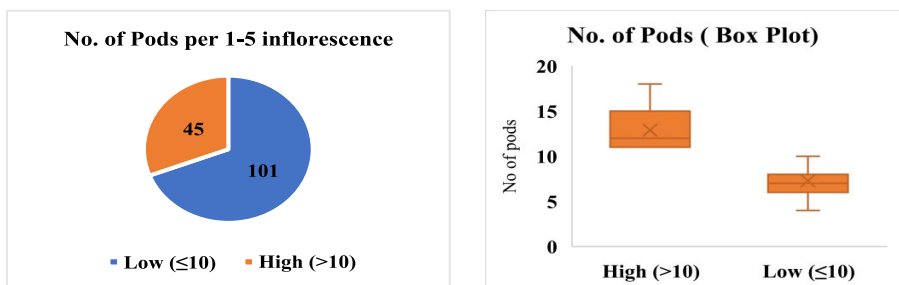 No. of Pods per 1-5 inflorescence
45
101
Low (≤10) High (>10)
No. of Pods ( Box Plot)
No of pods
20
15
10
5
0
High (>10) Low (≤10)